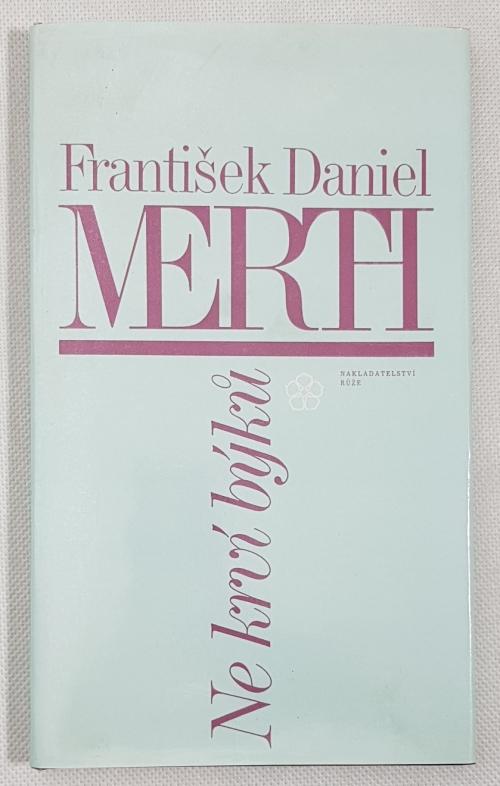 František Daniel
MERTH
NAKLADATELSTVÍ
RŮŽE
Ne krví býků